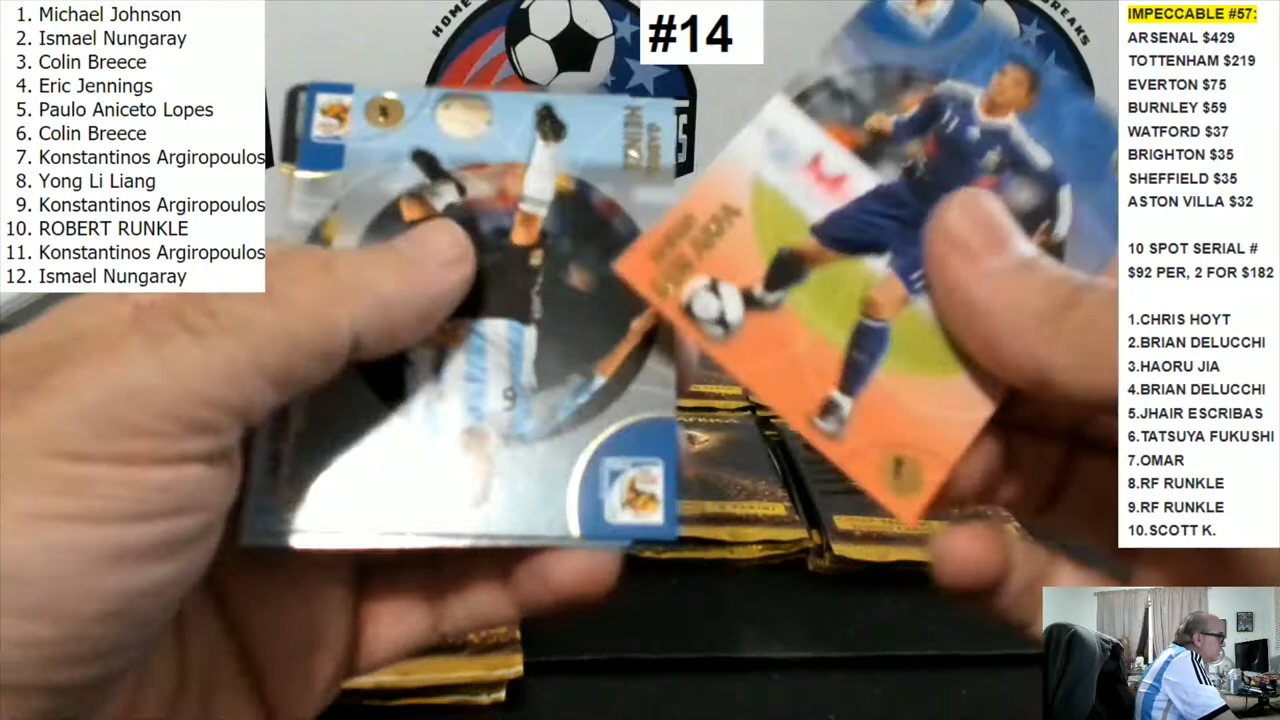 1. Michael Johnson
2. Ismael Nungaray
3. Colin Breece
4. Eric Jennings
5. Paulo Aniceto Lopes
6. Colin Breece
7. Konstantinos Argiropoulos
8. Yong Li Liang
9. Konstantinos Argiropoulos
10. ROBERT RUNKLE
11. Konstantinos Argiropoulos
12. Ismael Nungaray
#14
HOME
BREAKS
11
9
IMPECCABLE #57:
ARSENAL $429
TOTTENHAM $219
EVERTON $75
BURNLEY $59
WATFORD $37
BRIGHTON $35
SHEFFIELD $35
ASTON VILLA $32
10 SPOT SERIAL #
$92 PER, 2 FOR $182
1.CHRIS HOYT
2.BRIAN DELUCCHI
3.HAORU JIA
4.BRIAN DELUCCHI
5.JHAIR ESCRIBAS
6.TATSUYA FUKUSHI
7.OMAR
8.RF RUNKLE
9.RF RUNKLE
10.SCOTT K.